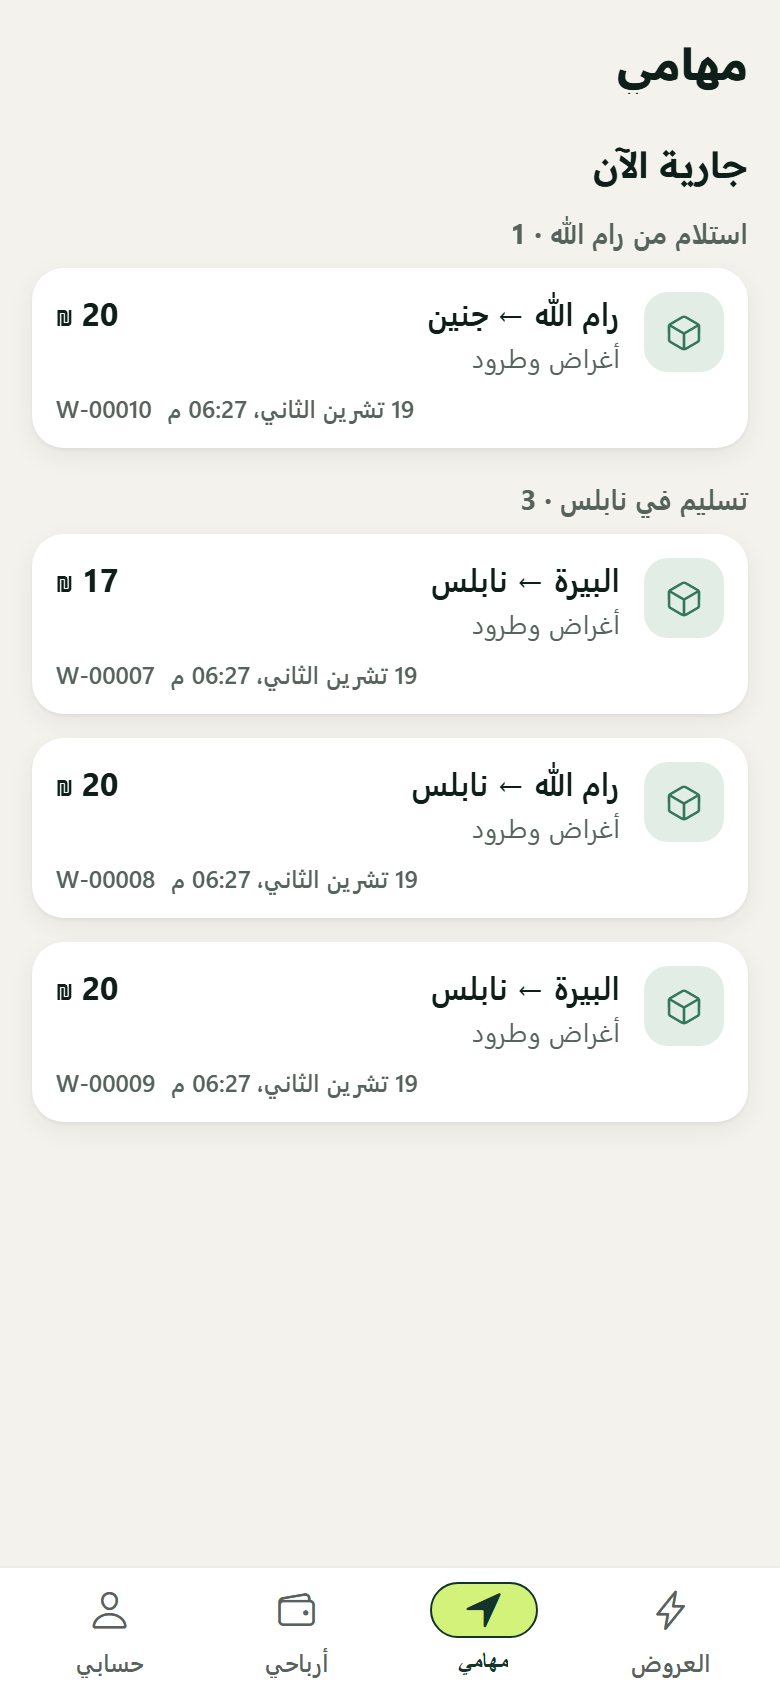 مهامي
جارية الآن
استلام من رام الله · 1
رام الله ← جنين
20 ₪
أغراض وطرود
19 تشرين الثاني، 06:27 م
W-00010
تسليم في نابلس · 3
البيرة ← نابلس
17 ₪
أغراض وطرود
19 تشرين الثاني، 06:27 م
W-00007
رام الله ← نابلس
20 ₪
أغراض وطرود
19 تشرين الثاني، 06:27 م
W-00008
البيرة ← نابلس
20 ₪
أغراض وطرود
19 تشرين الثاني، 06:27 م
W-00009
العروض
مهامي
أرباحي
حسابي